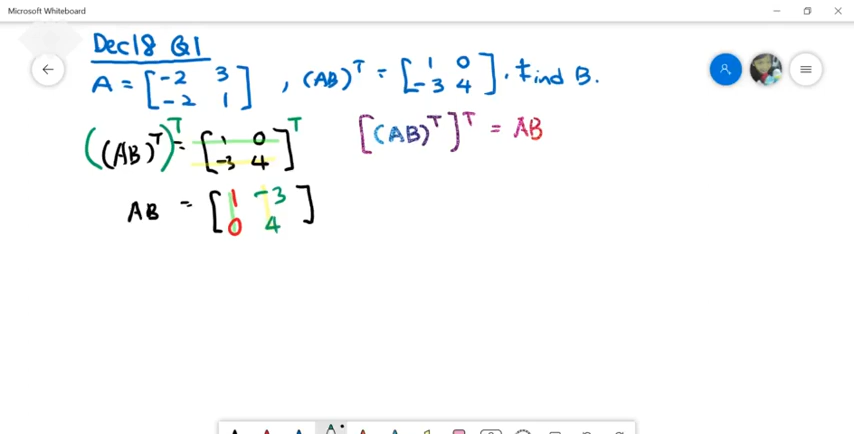 Microsoft Whiteboard
Dec18 Q1
A = [-2 3
-2 1] , (AB)^T = [1 0
-3 4] . Find B.
((AB)^T)^T = [1 0
-3 4]^T
[(AB)^T]^T = AB
AB = [1 -3
0 4]